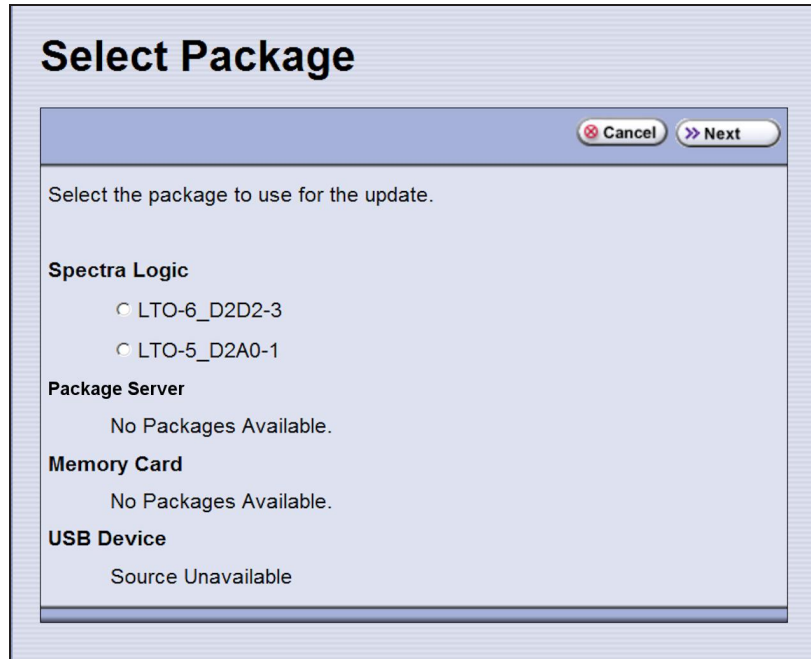 Select Package
Cancel
Next
Select the package to use for the update.
Spectra Logic
LTO-6_D2D2-3
LTO-5_D2A0-1
Package Server
No Packages Available.
Memory Card
No Packages Available.
USB Device
Source Unavailable